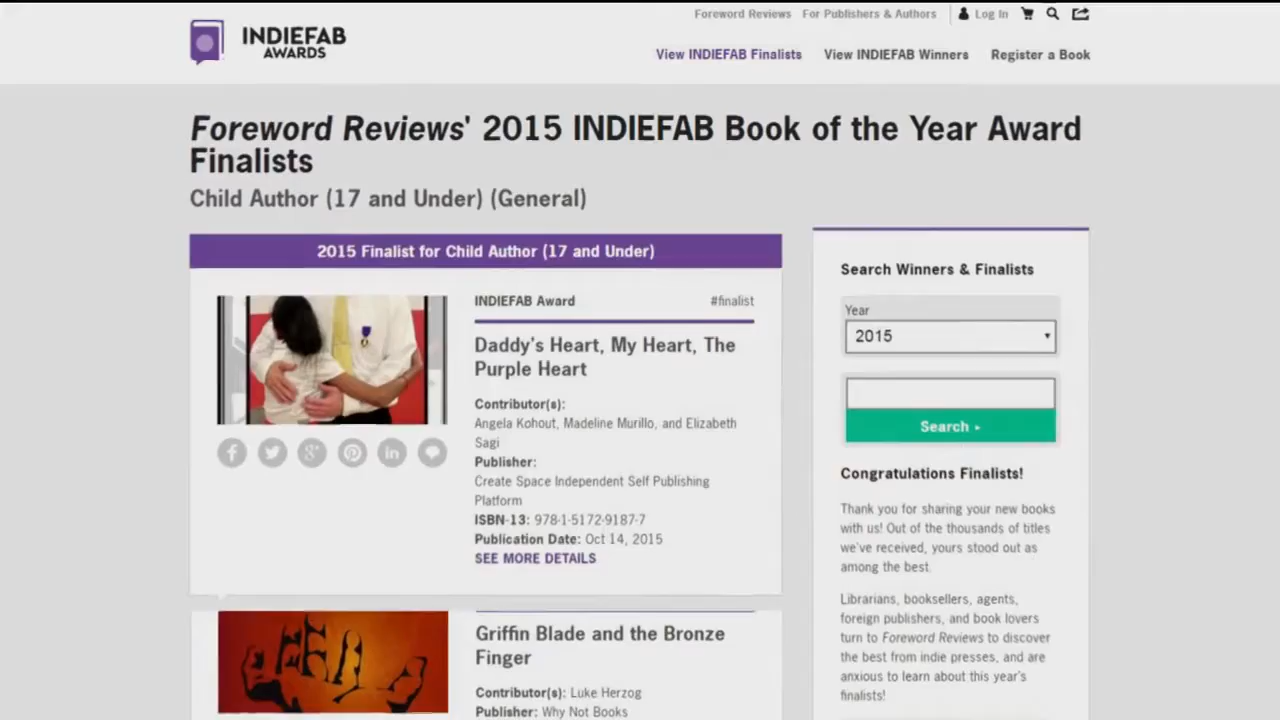 Foreword Reviews For Publishers & Authors Log In
INDIEFAB
AWARDS
View INDIEFAB Finalists View INDIEFAB Winners Register a Book
Foreword Reviews' 2015 INDIEFAB Book of the Year Award
Finalists
Child Author (17 and Under) (General)
2015 Finalist for Child Author (17 and Under)
INDIEFAB Award #finalist
Daddy's Heart, My Heart, The
Purple Heart
Contributor(s):
Angela Kohout, Madeline Murillo, and Elizabeth
Sagi
Publisher:
Create Space Independent Self Publishing
Platform
ISBN-13: 978-1-5172-9187-7
Publication Date: Oct 14, 2015
SEE MORE DETAILS
Griffin Blade and the Bronze
Finger
Contributor(s): Luke Herzog
Publisher: Why Not Books
Search Winners & Finalists
Year
2015
Search
Congratulations Finalists!
Thank you for sharing your new books
with us! Out of the thousands of titles
we've received, yours stood out as
among the best.
Librarians, booksellers, agents,
foreign publishers, and book lovers
turn to Foreword Reviews to discover
the best from indie presses, and are
anxious to learn about this year's
finalists!